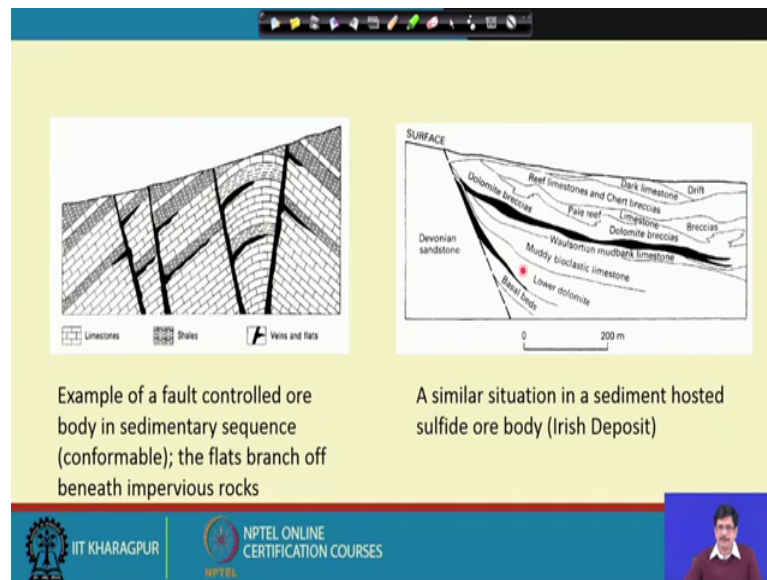 Limestones
Shales
Veins and flats
Example of a fault controlled ore
body in sedimentary sequence
(conformable); the flats branch off
beneath impervious rocks
SURFACE
Dark limestone
Drift
Reef limestones and Chert breccias
Dolomite breccias
Pale reef
Limestone
Breccias
Dolomite breccias
Devonian
sandstone
Waulsortian mudbank limestone
Muddy bioclastic limestone
Lower dolomite
Basal beds
0 200 m
A similar situation in a sediment hosted
sulfide ore body (Irish Deposit)
IIT KHARAGPUR
NPTEL
NPTEL ONLINE
CERTIFICATION COURSES